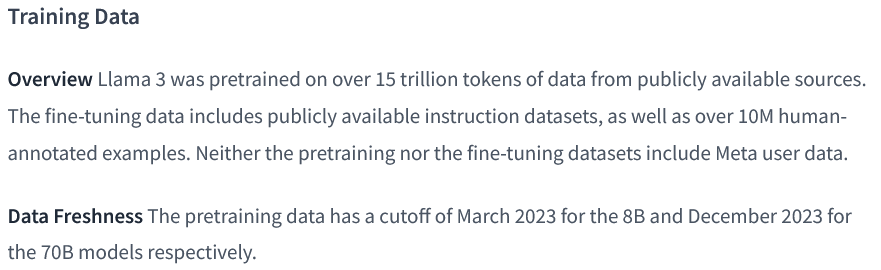 Training Data
Overview Llama 3 was pretrained on over 15 trillion tokens of data from publicly available sources.
The fine-tuning data includes publicly available instruction datasets, as well as over 10M human-
annotated examples. Neither the pretraining nor the fine-tuning datasets include Meta user data.
Data Freshness The pretraining data has a cutoff of March 2023 for the 8B and December 2023 for
the 70B models respectively.